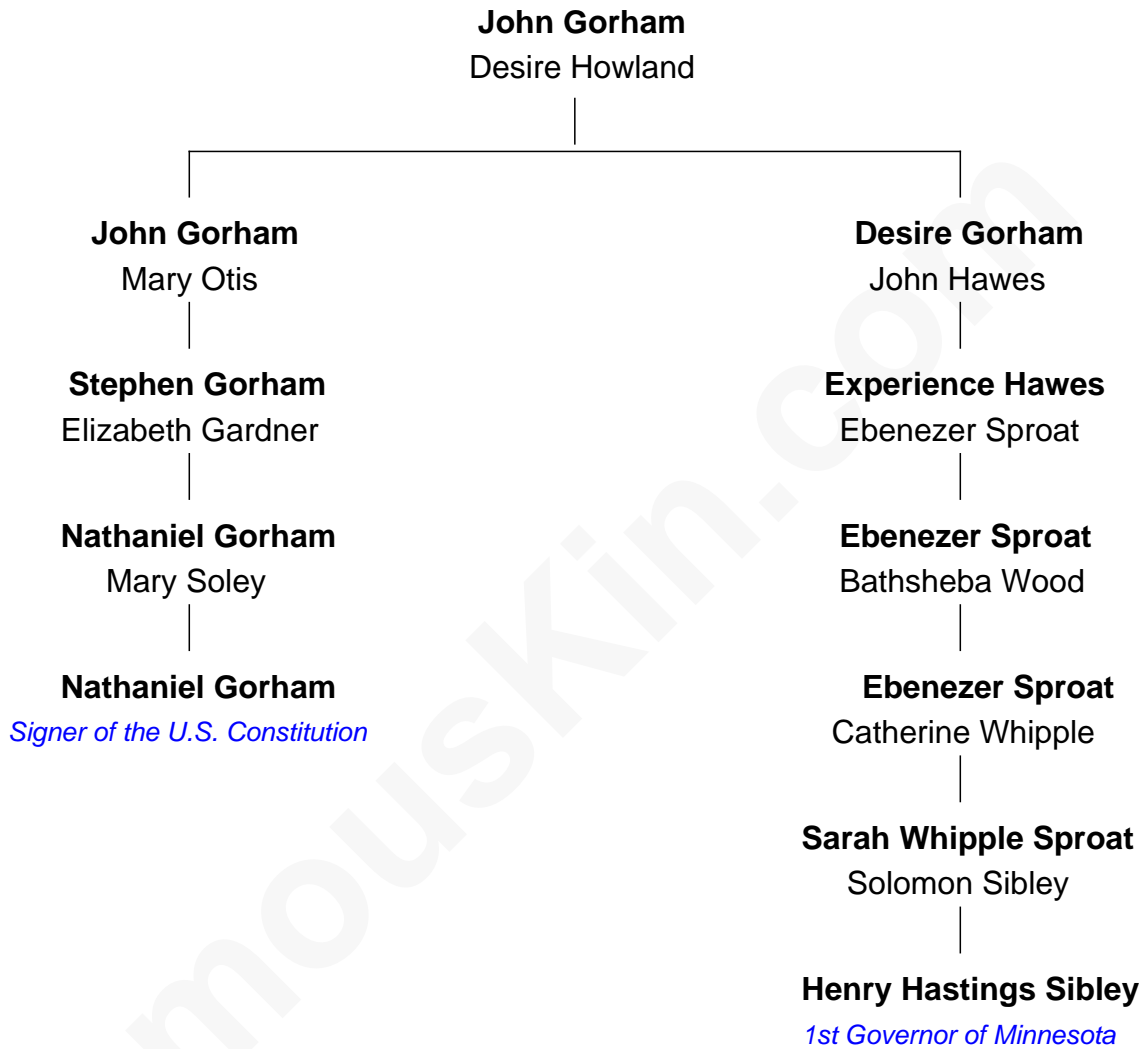 John Gorham
Desire Howland
John Gorham
Mary Otis
Desire Gorham
John Hawes
Stephen Gorham
Elizabeth Gardner
Experience Hawes
Ebenezer Sproat
Nathaniel Gorham
Mary Soley
Ebenezer Sproat
Bathsheba Wood
Nathaniel Gorham
Signer of the U.S. Constitution
Ebenezer Sproat
Catherine Whipple
Sarah Whipple Sproat
Solomon Sibley
Henry Hastings Sibley
1st Governor of Minnesota
mouskin.com